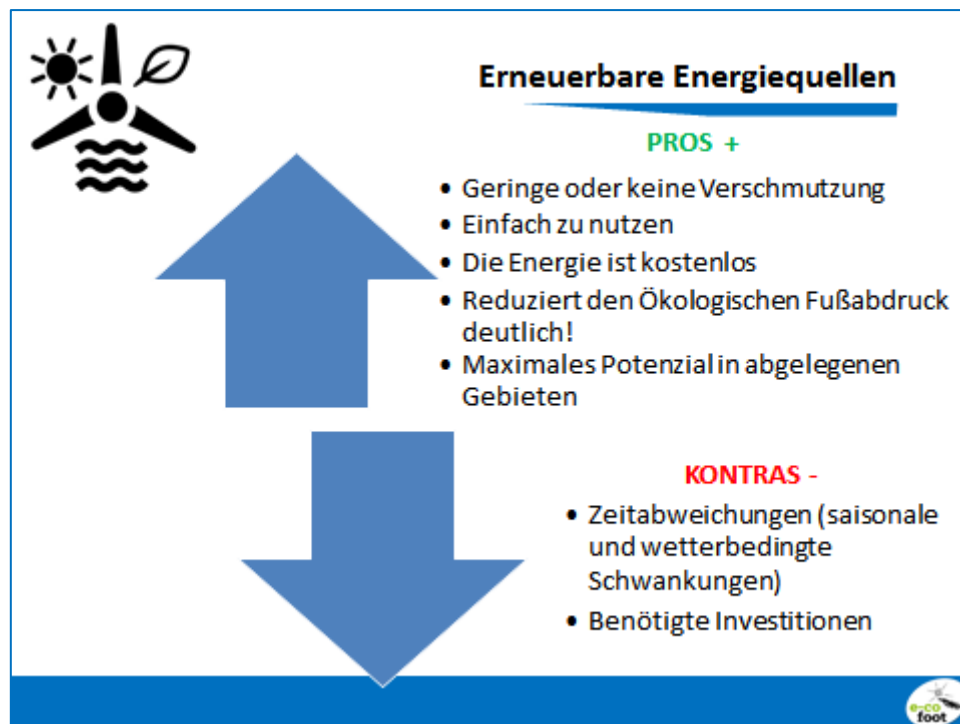 Erneuerbare Energiequellen
PROS +
• Geringe oder keine Verschmutzung
• Einfach zu nutzen
• Die Energie ist kostenlos
• Reduziert den Ökologischen Fußabdruck
deutlich!
• Maximales Potenzial in abgelegenen
Gebieten
KONTRAS -
• Zeitabweichungen (saisonale
und wetterbedingte
Schwankungen)
• Benötigte Investitionen
e-co
foot